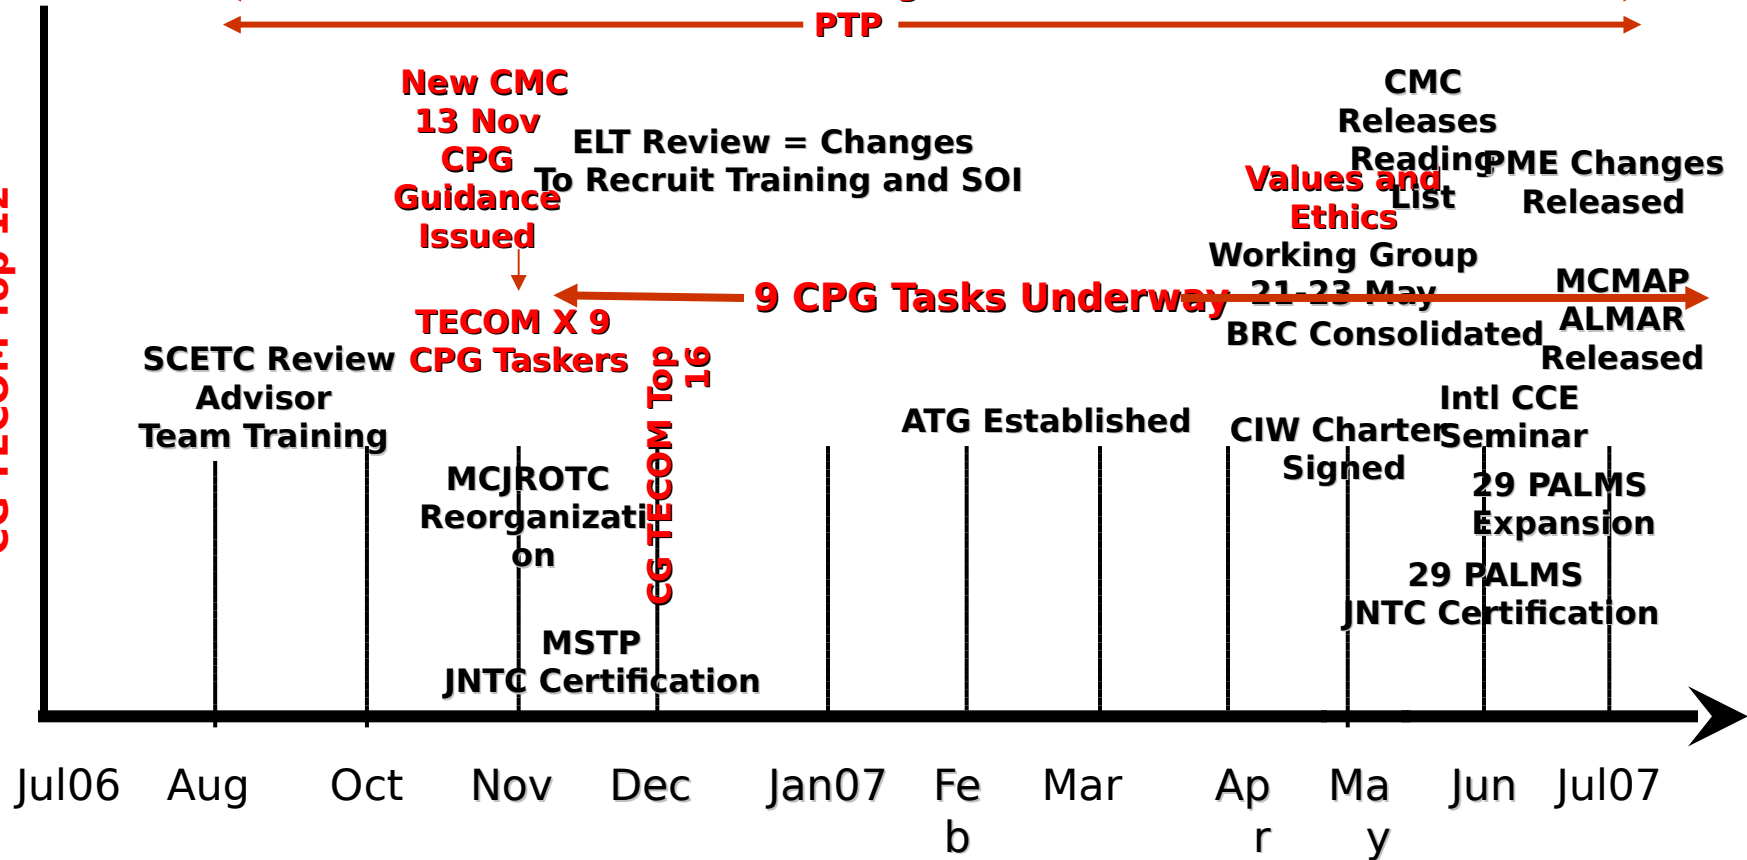 PTP
New CMC
13 Nov
CPG
Guidance
Issued
ELT Review = Changes
To Recruit Training and SOI
CMC
Releases
Reading
List
PME Changes
Released
Values and
Ethics
Working Group
21-23 May
9 CPG Tasks Underway
MCMAP
ALMAR
Released
TECOM X 9
CPG Taskers
BRC Consolidated
SCETC Review
Advisor
Team Training
CG TECOM Top 12
CG TECOM Top
16
ATG Established
CIW Charter
Signed
Intl CCE
Seminar
MCJROTC
Reorganizati
on
29 PALMS
Expansion
29 PALMS
JNTC Certification
MSTP
JNTC Certification
Jul06 Aug Oct Nov Dec Jan07 Fe Mar Ap Ma Jun Jul07
b r y